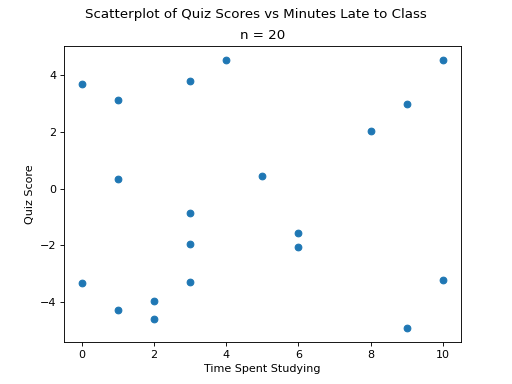 Scatterplot of Quiz Scores vs Minutes Late to Class
n = 20
4
2
0
−2
−4
Quiz Score
0 2 4 6 8 10
Time Spent Studying